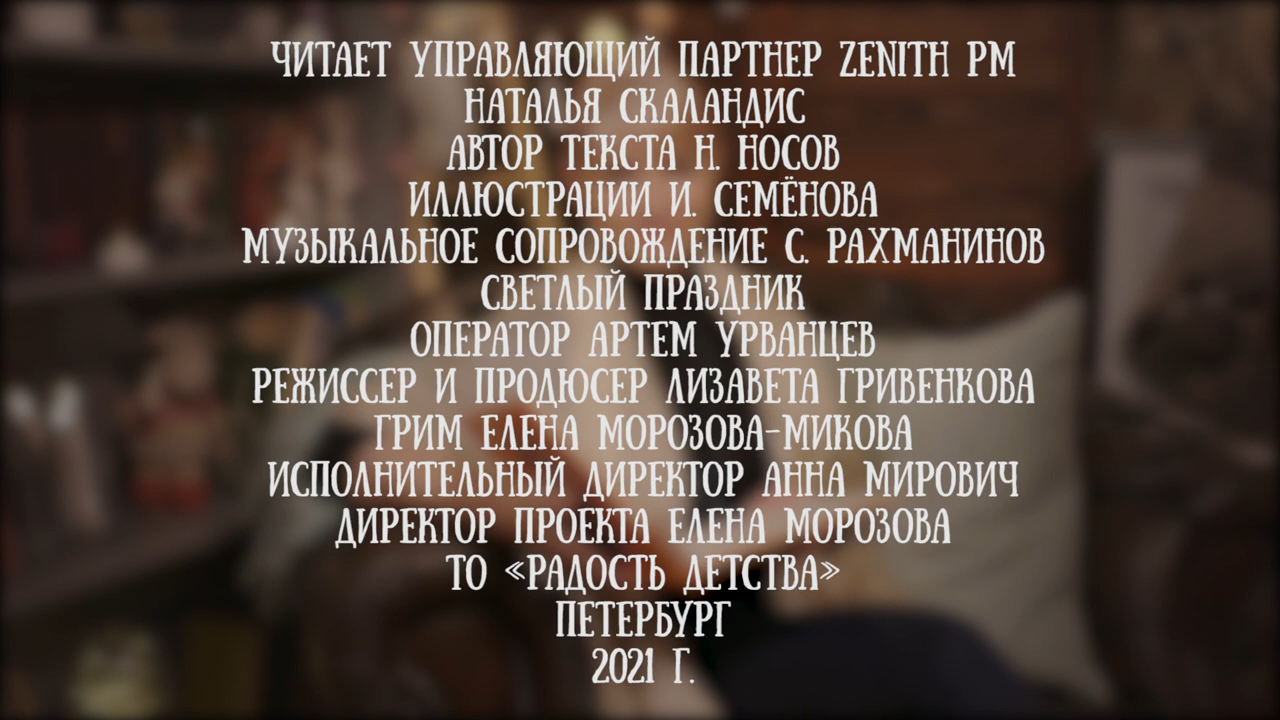 ЧИТАЕТ УПРАВЛЯЮЩИЙ ПАРТНЕР ZENITH PM
НАТАЛЬЯ СКАЛАНДИС
АВТОР ТЕКСТА Н. НОСОВ
ИЛЛЮСТРАЦИИ И. СЕМЁНОВА
МУЗЫКАЛЬНОЕ СОПРОВОЖДЕНИЕ С. РАХМАНИНОВ
СВЕТЛЫЙ ПРАЗДНИК
ОПЕРАТОР АРТЕМ УРВАНЦЕВ
РЕЖИССЕР И ПРОДЮСЕР ЛИЗАВЕТА ГРИВЕНКОВА
ГРИМ ЕЛЕНА МОРОЗОВА-МИКОВА
ИСПОЛНИТЕЛЬНЫЙ ДИРЕКТОР АННА МИРОВИЧ
ДИРЕКТОР ПРОЕКТА ЕЛЕНА МОРОЗОВА
ТО «РАДОСТЬ ДЕТСТВА»
ПЕТЕРБУРГ
2021 Г.